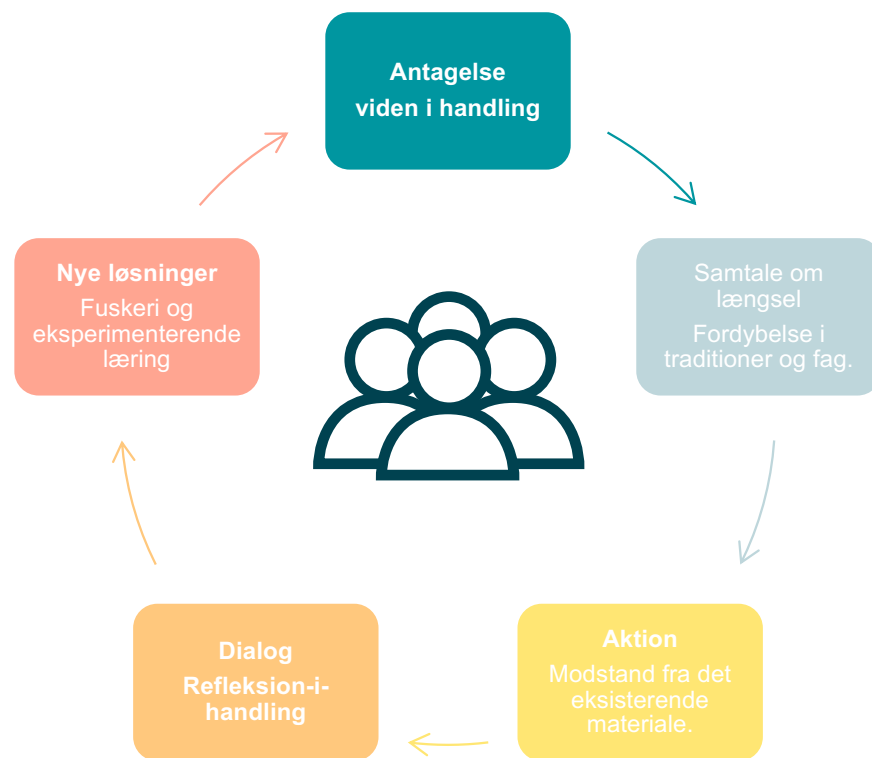 Antagelse
viden i handling
Samtale om
længsel
Fordybelse i
traditioner og fag.
Aktion
Modstand fra det
eksisterende
materiale.
Dialog
Refleksion-i-
handling
Nye løsninger
Fuskeri og
eksperimenterende
læring